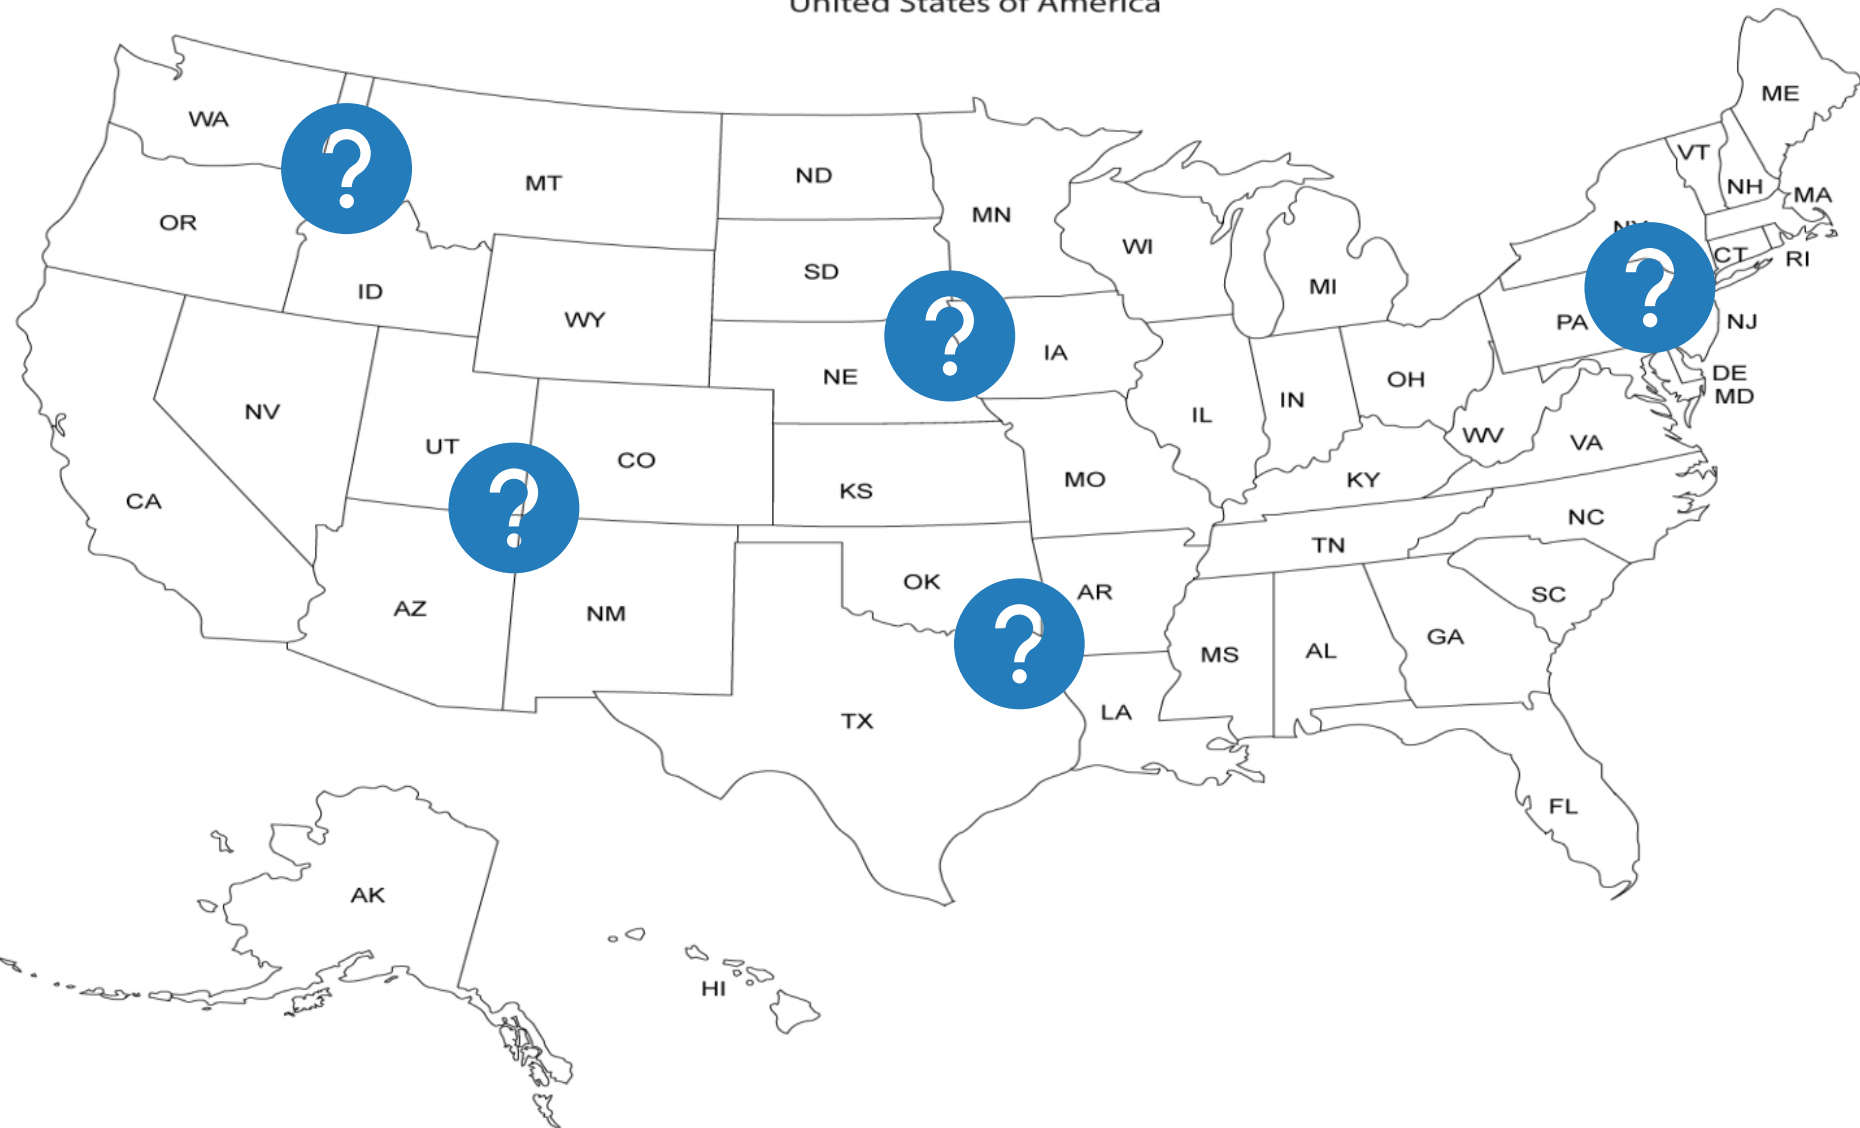 United States of America
ME
WA
VT
ND
MT
NH
MA
MN
OR
NY
WI
CT
RI
SD
MI
ID
WY
PA
NJ
IA
NE
DE
OH
MD
IN
NV
IL
WV
VA
UT
CO
KY
MO
KS
CA
NC
TN
OK
AR
SC
AZ
NM
GA
AL
MS
LA
TX
FL
AK
HI
?
?
?
?
?